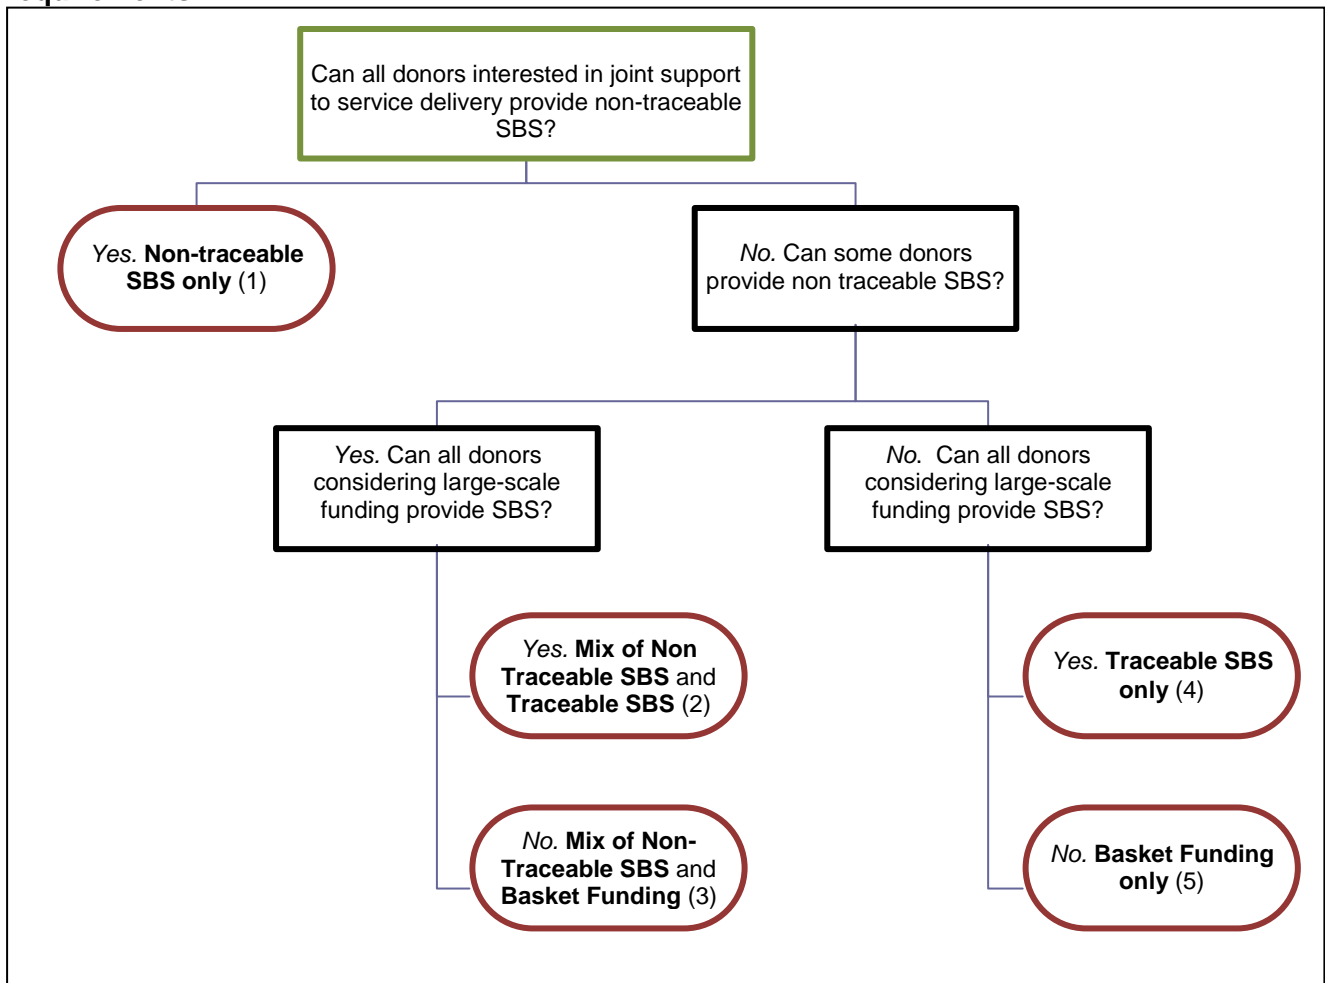 Can all donors interested in joint support
to service delivery provide non-traceable
SBS?
Yes. Non-traceable
SBS only (1)
No. Can some donors
provide non traceable SBS?
Yes. Can all donors
considering large-scale
funding provide SBS?
No. Can all donors
considering large-scale
funding provide SBS?
Yes. Mix of Non
Traceable SBS and
Traceable SBS (2)
Yes. Traceable SBS
only (4)
No. Mix of Non-
Traceable SBS and
Basket Funding (3)
No. Basket Funding
only (5)